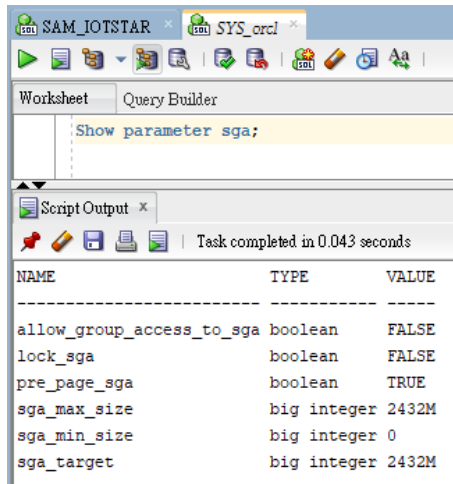 SAM_IOTSTAR SYS_orcl
Worksheet Query Builder
Show parameter sga;
Script Output x
Task completed in 0.043 seconds
NAME TYPE VALUE
------------------------- ----------- -----
allow_group_access_to_sga boolean FALSE
lock_sga boolean FALSE
pre_page_sga boolean TRUE
sga_max_size big integer 2432M
sga_min_size big integer 0
sga_target big integer 2432M